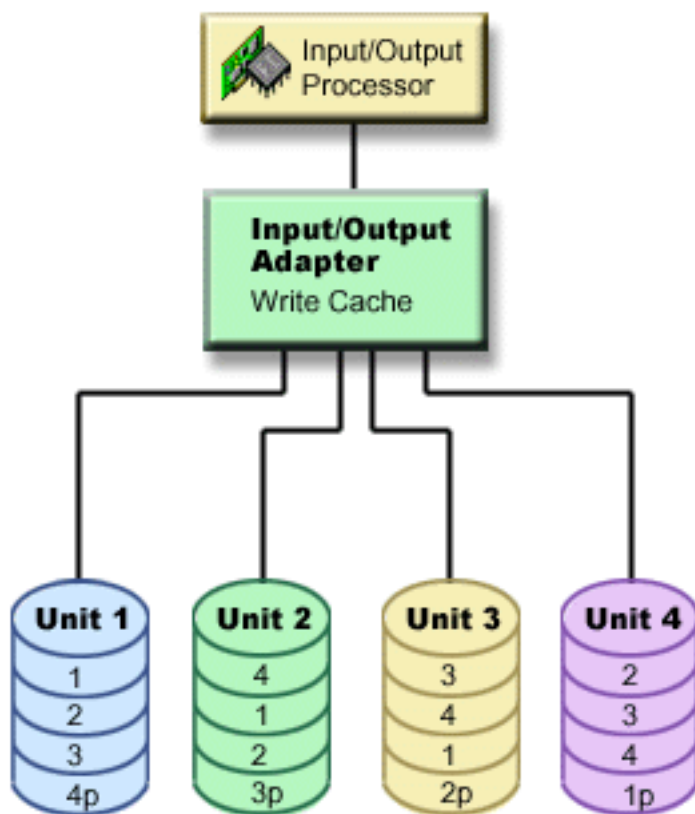 Input/Output
Processor
Input/Output
Adapter
Write Cache
Unit 1
1
2
3
4p
Unit 2
4
1
2
3p
Unit 3
3
4
1
2p
Unit 4
2
3
4
1p